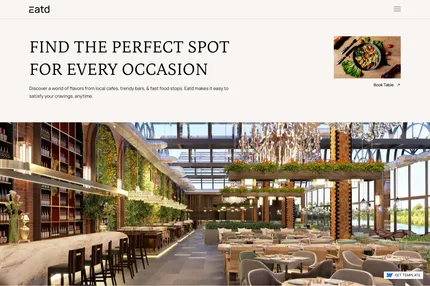 Eatd
FIND THE PERFECT SPOT
FOR EVERY OCCASION
Discover a world of flavors from local cafes, trendy bars, & fast food stops. Eatd makes it easy to
satisfy your cravings, anytime.
Book Table
GET TEMPLATE